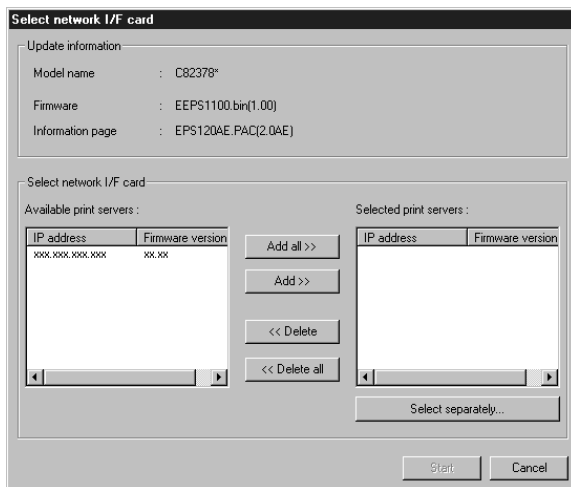 Select network I/F card
Update information
Model name : C82378*
Firmware : EEPS1100.bin(1.00)
Information page : EPS120AE.PAC(2.0AE)
Select network I/F card
Available print servers :
Selected print servers :
IP address Firmware version
IP address Firmware version
xxx.xxx.xxx.xxx xx.xx
Add all >>
Add >>
<< Delete
<< Delete all
Select separately...
Start
Cancel